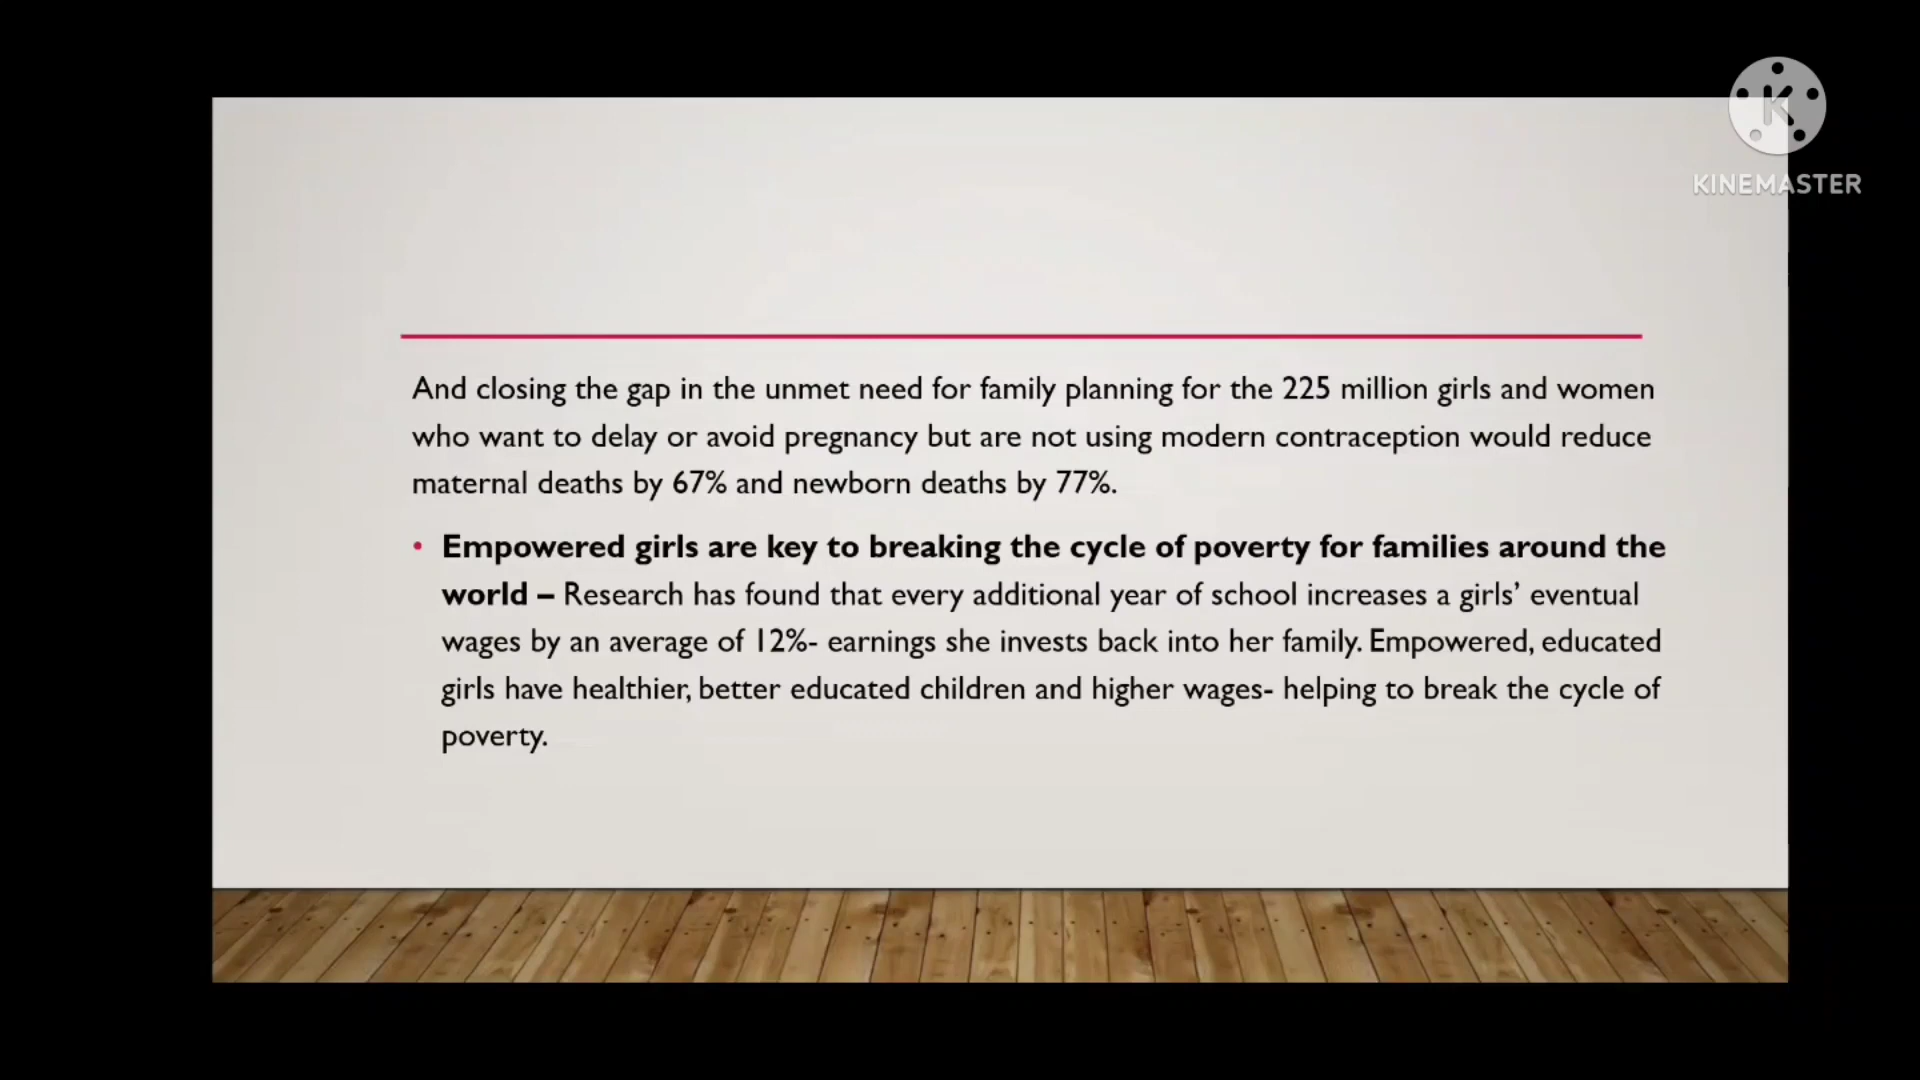 K
KINEMASTER
And closing the gap in the unmet need for family planning for the 225 million girls and women
who want to delay or avoid pregnancy but are not using modern contraception would reduce
maternal deaths by 67% and newborn deaths by 77%.
• Empowered girls are key to breaking the cycle of poverty for families around the
world – Research has found that every additional year of school increases a girls’ eventual
wages by an average of 12%- earnings she invests back into her family. Empowered, educated
girls have healthier, better educated children and higher wages- helping to break the cycle of
poverty.